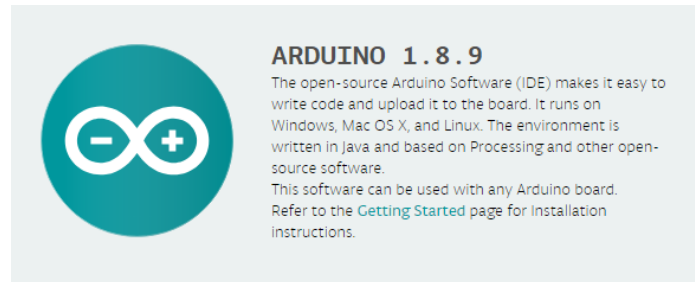 ARDUINO 1.8.9
The open-source Arduino Software (IDE) makes it easy to
write code and upload it to the board. It runs on
Windows, Mac OS X, and Linux. The environment is
written in Java and based on Processing and other open-
source software.
This software can be used with any Arduino board.
Refer to the Getting Started page for Installation
instructions.